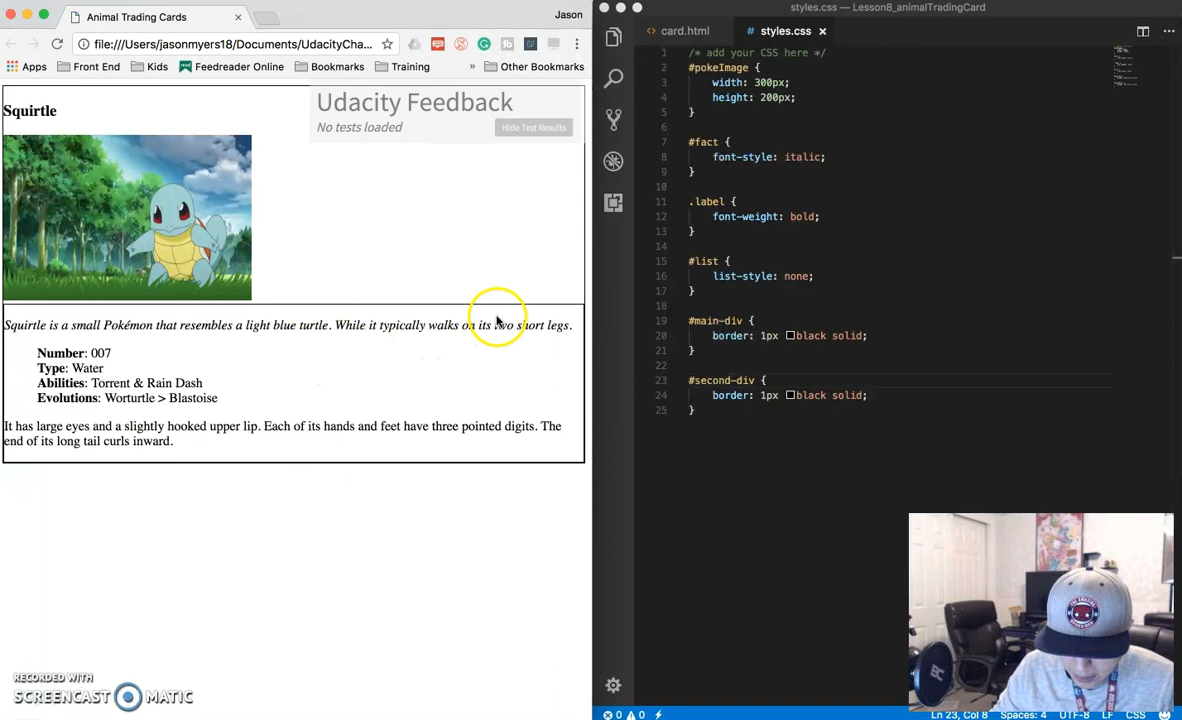 Animal Trading Cards
Jason
file:///Users/jasonmyers18/Documents/UdacityCha...
Apps Front End Kids Feedreader Online Bookmarks Training » Other Bookmarks
Squirtle
Udacity Feedback
No tests loaded
Hide Test Results
Squirtle is a small Pokémon that resembles a light blue turtle. While it typically walks on its two short legs.
Number: 007
Type: Water
Abilities: Torrent & Rain Dash
Evolutions: Worturtle > Blastoise
It has large eyes and a slightly hooked upper lip. Each of its hands and feet have three pointed digits. The
end of its long tail curls inward.
RECORDED WITH
SCREENCAST MATIC
styles.css — Lesson8_animalTradingCard
card.html
# styles.css
1 /* add your CSS here */
2 #pokeImage {
3 width: 300px;
4 height: 200px;
5 }
6
7 #fact {
8 font-style: italic;
9 }
10
11 .label {
12 font-weight: bold;
13 }
14
15 #list {
16 list-style: none;
17 }
18
19 #main-div {
20 border: 1px black solid;
21 }
22
23 #second-div {
24 border: 1px black solid;
25 }
0 0
Ln 23, Col 8 Spaces: 4 UTF-8 LF CSS